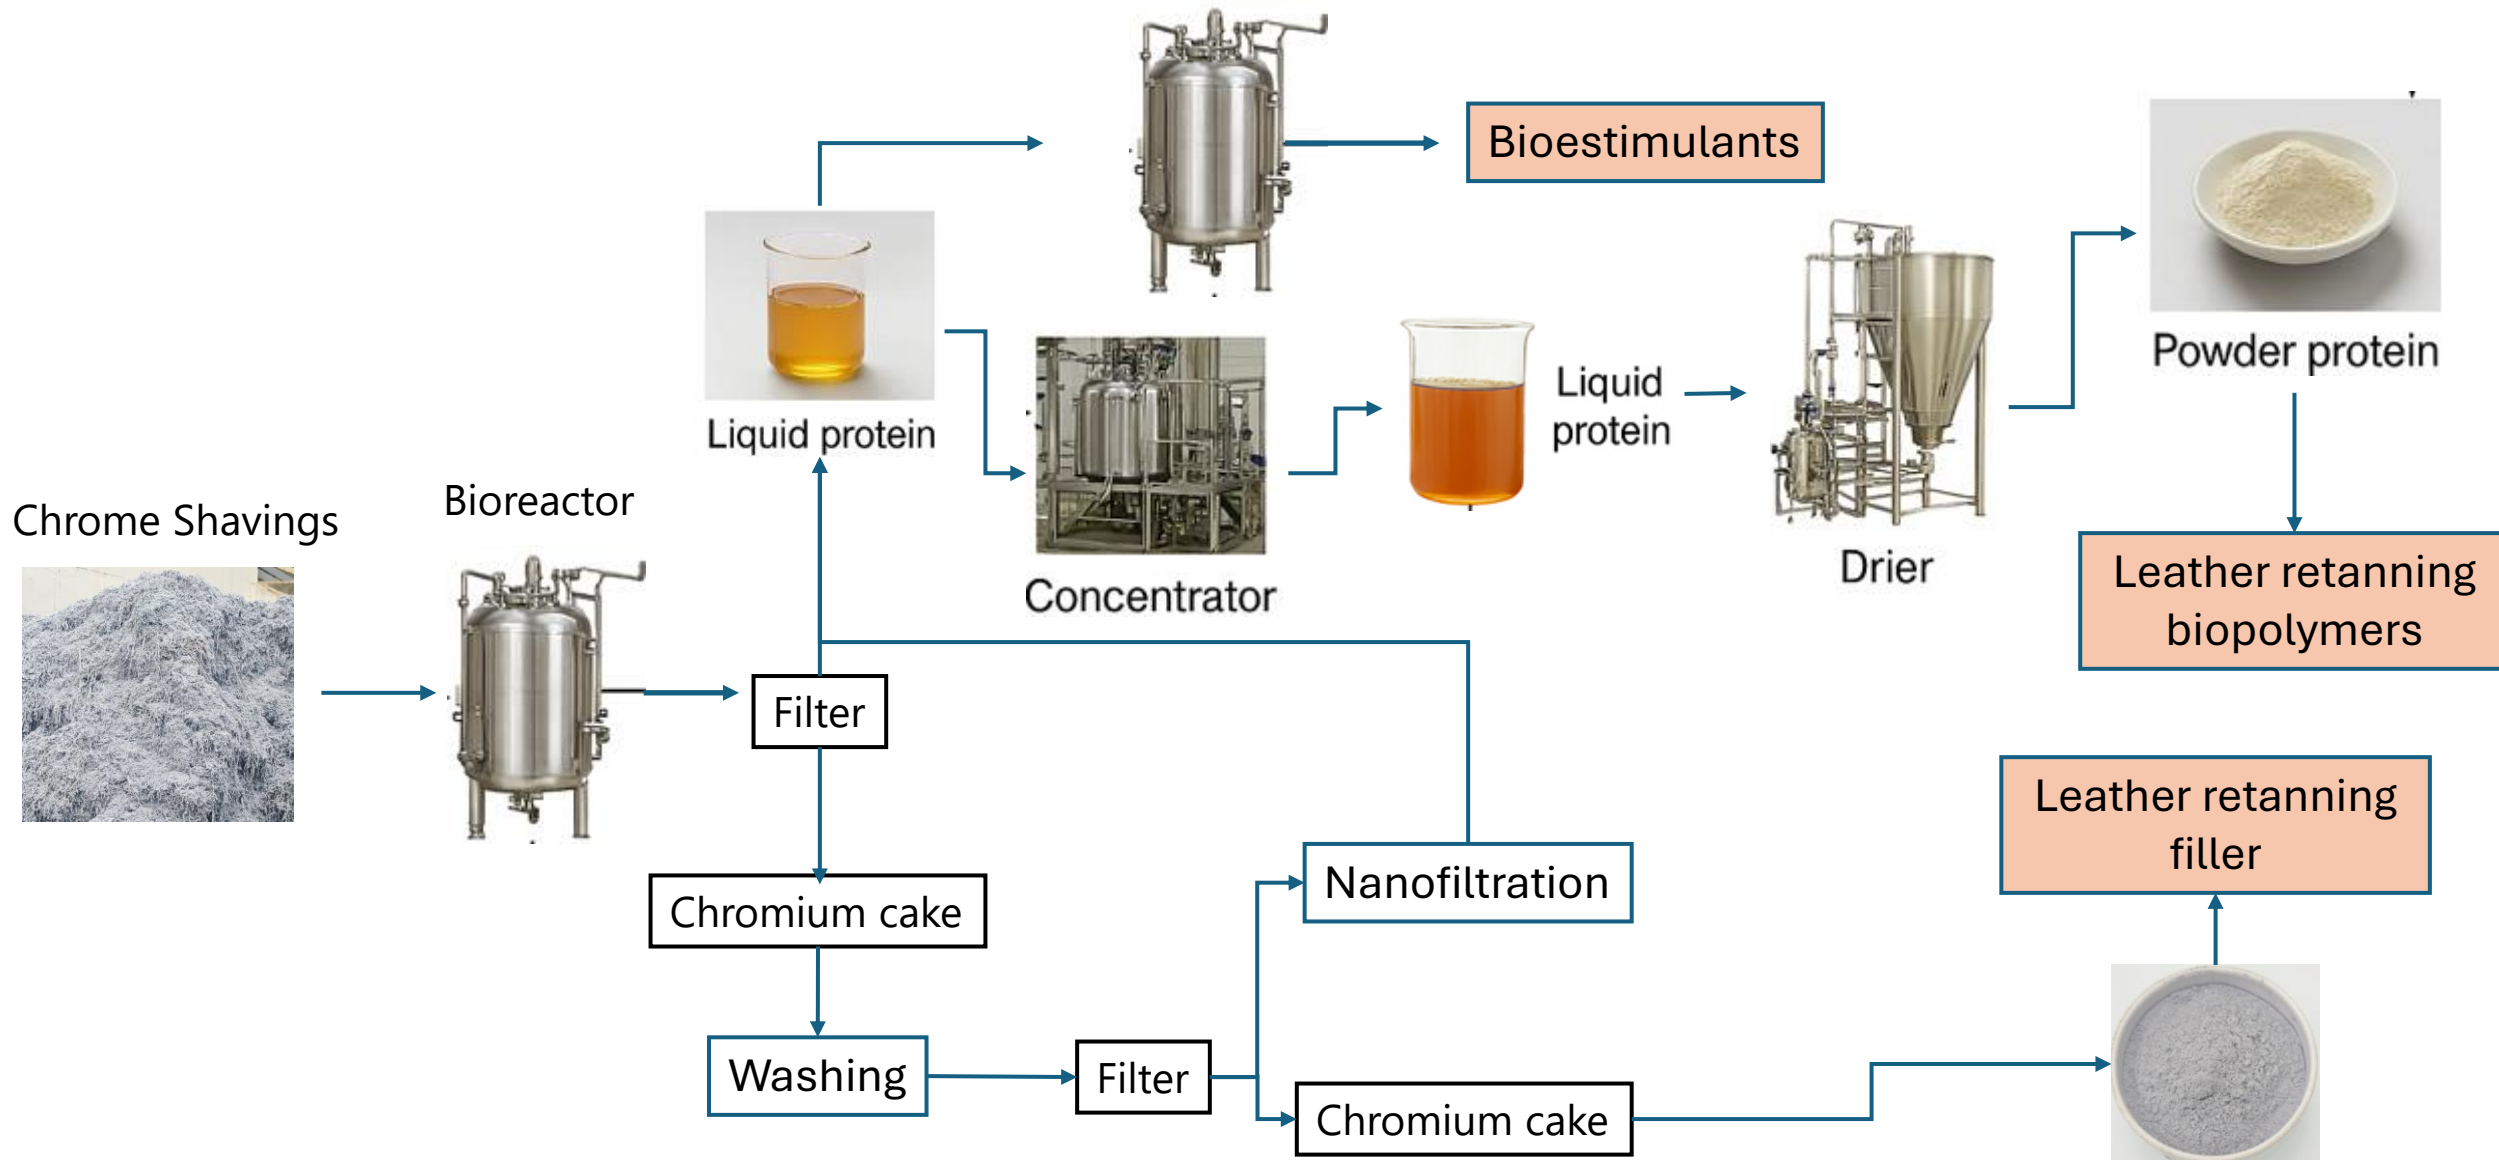 Bioestimulants
Liquid protein
Liquid
protein
Powder protein
Chrome Shavings
Bioreactor
Concentrator
Drier
Leather retanning
biopolymers
Filter
Leather retanning
filler
Nanofiltration
Chromium cake
Washing
Filter
Chromium cake